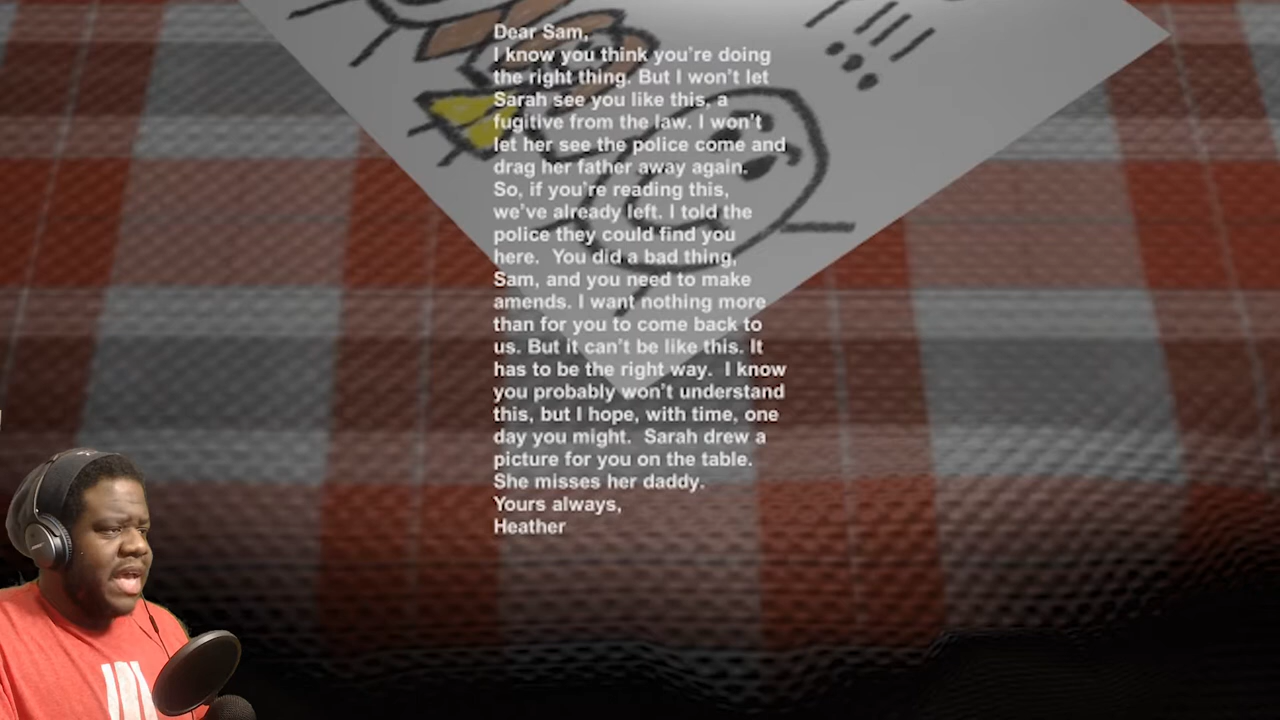 Dear Sam,
I know you think you're doing
the right thing. But I won't let
Sarah see you like this, a
fugitive from the law. I won't
let her see the police come and
drag her father away again.
So, if you're reading this,
we've already left. I told the
police they could find you
here.  You did a bad thing,
Sam, and you need to make
amends. I want nothing more
than for you to come back to
us. But it can't be like this. It
has to be the right way.  I know
you probably won't understand
this, but I hope, with time, one
day you might.  Sarah drew a
picture for you on the table.
She misses her daddy.
Yours always,
Heather